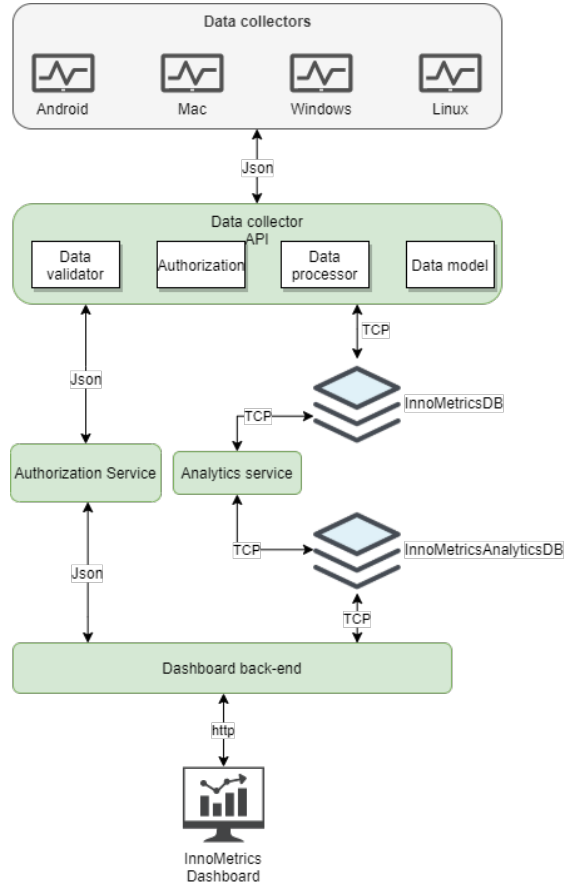 Data collectors
Android
Mac
Windows
Linux
Json
Data collector
API
Data
validator
Authorization
Data
processor
Data model
TCP
Json
InnoMetricsDB
TCP
Authorization Service
Analytics service
TCP
InnoMetricsAnalyticsDB
Json
TCP
Dashboard back-end
http
InnoMetrics
Dashboard